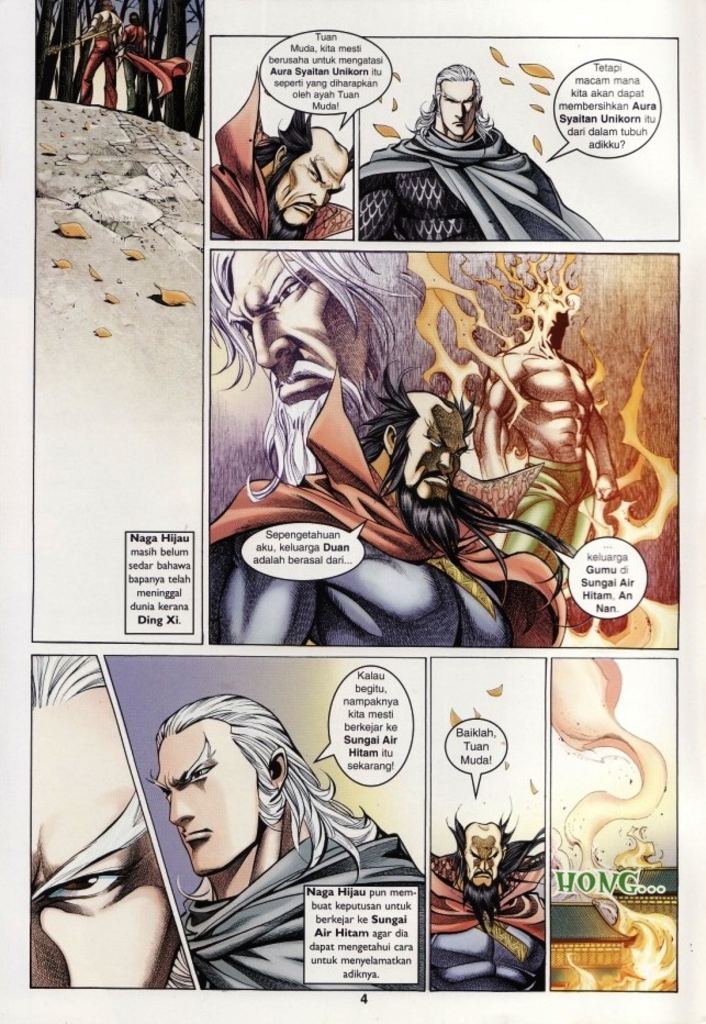 Tuan
Muda, kita mesti
berusaha untuk mengatasi
Aura Syaitan Unikorn itu
seperti yang diharapkan
oleh ayah Tuan
Muda!
Tetapi
macam mana
kita akan dapat
membersihkan Aura
Syaitan Unikorn itu
dari dalam tubuh
adikku?
Naga Hijau
masih belum
sedar bahawa
bapanya telah
meninggal
dunia kerana
Ding Xi.
Sepengetahuan
aku, keluarga Duan
adalah berasal dari...
...
keluarga
Gumu di
Sungai Air
Hitam, An
Nan.
Kalau
begitu,
nampaknya
kita mesti
berkejar ke
Sungai Air
Hitam itu
sekarang!
Naga Hijau pun mem-
buat keputusan untuk
berkejar ke Sungai
Air Hitam agar dia
dapat mengetahui cara
untuk menyelamatkan
adiknya.
Baiklah,
Tuan
Muda!
HONG...
4